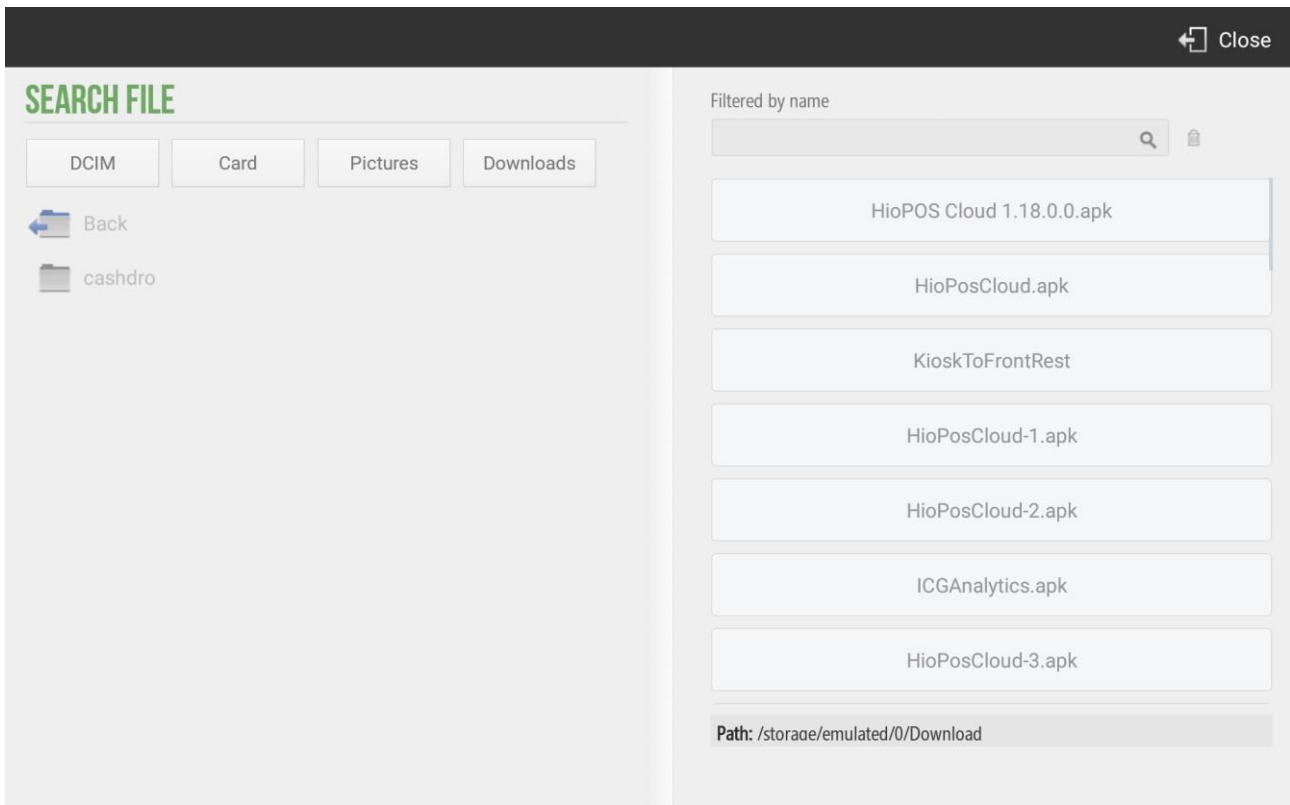 Close
SEARCH FILE
DCIM Card Pictures Downloads
Back
cashdro
Filtered by name
HioPOS Cloud 1.18.0.0.apk
HioPosCloud.apk
KioskToFrontRest
HioPosCloud-1.apk
HioPosCloud-2.apk
ICGAnalytics.apk
HioPosCloud-3.apk
Path: /storage/emulated/0/Download